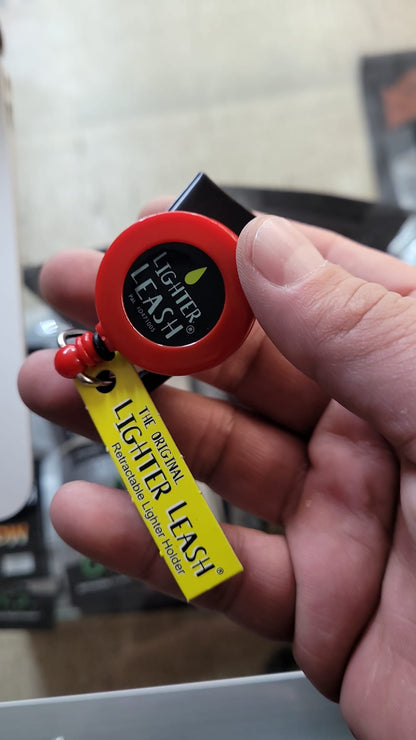 LIGHTER
LEASH®
THE ORIGINAL
LIGHTER LEASH®
Retractable Lighter Holder